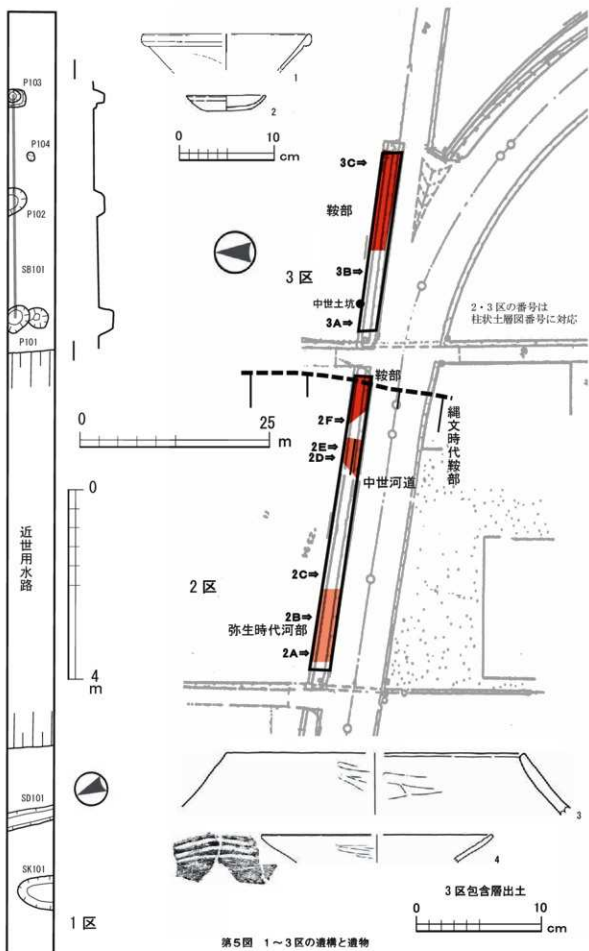 P103
P104
P102
SB101
P101
近世用水路
SD101
SK101
1区
1
2
0 10
cm
3C→
鞍部
3区
3B→
中世土坑
3A→
2・3区の番号は
柱状土層図番号に対応
0 25
m
鞍部
2F→
2E→
2D→
中世河道
縄文時代鞍部
0
4
m
2区
2C→
2B→
弥生時代河部
2A→
3
4
3区包含層出土
0 10
cm
第5図 1～3区の遺構と遺物